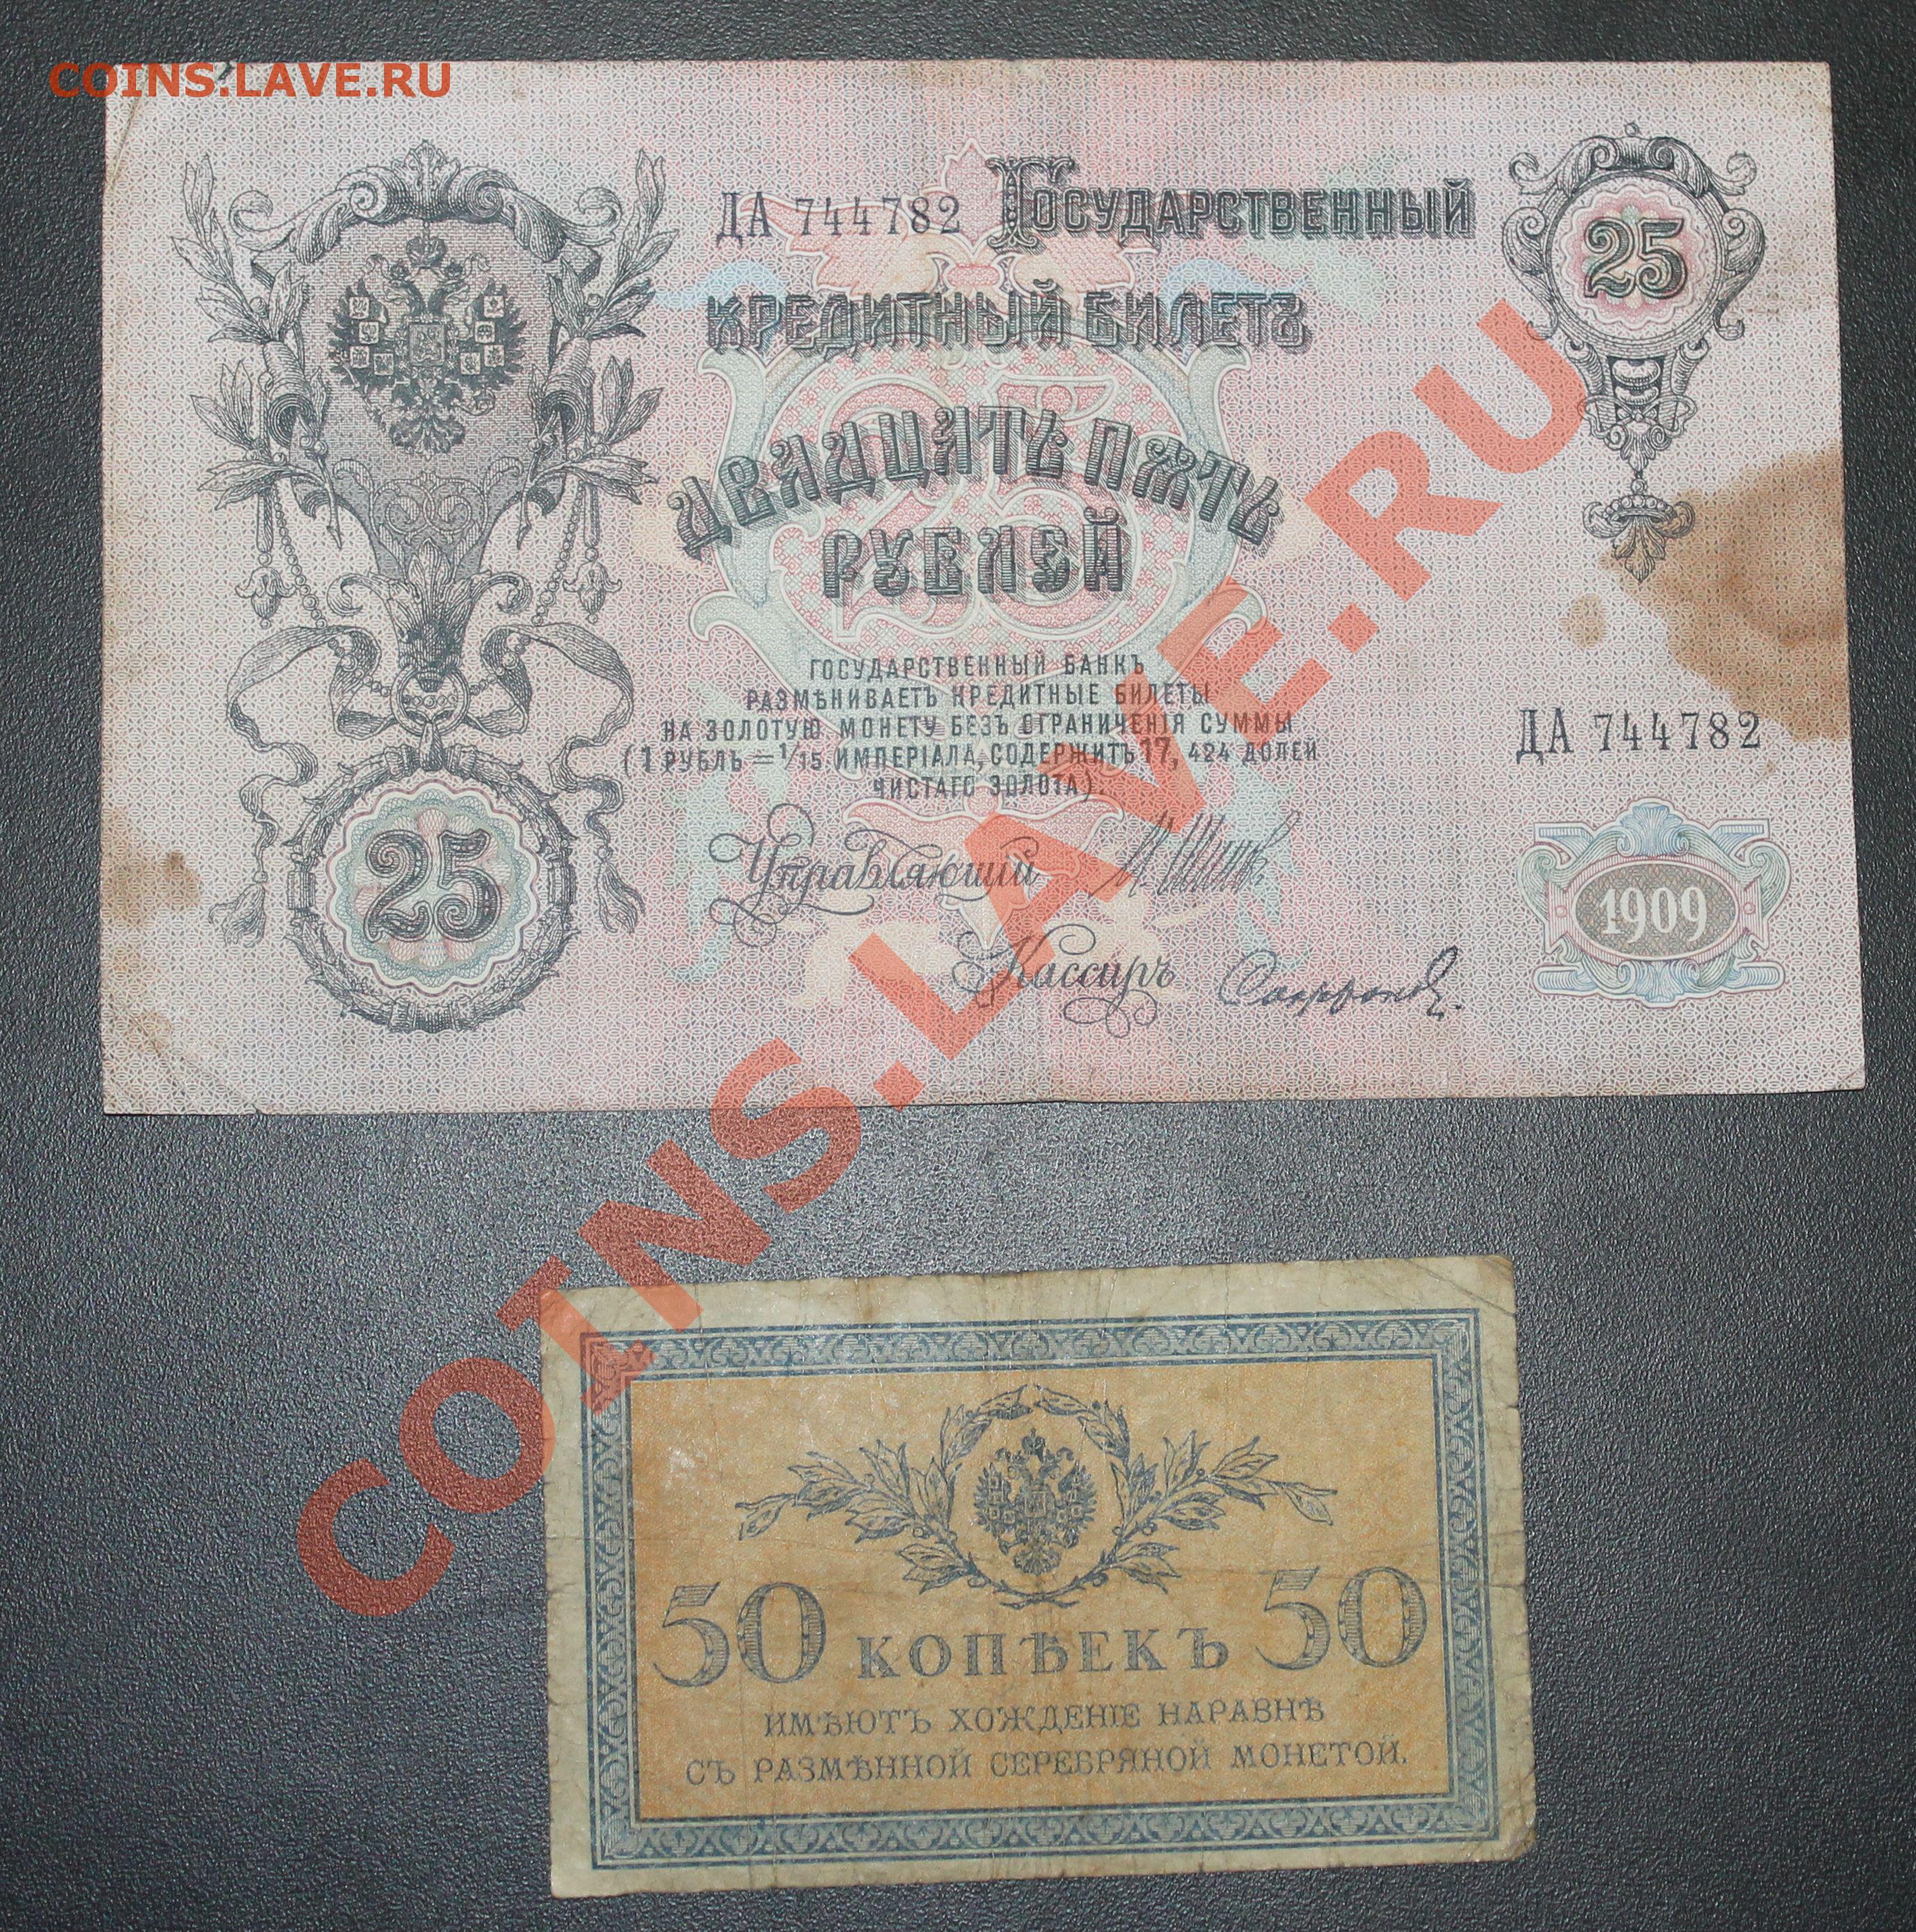 COINS.LAVE.RU
ДА 744782 ГОСУДАРСТВЕННЫЙ
25
КРЕДИТНЫЙ БИЛЕТЪ
25
ДВАДЦАТЬ ПЯТЬ
РУБЛЕЙ
ГОСУДАРСТВЕННЫЙ БАНКЪ
РАЗМѢНИВАЕТЪ КРЕДИТНЫЕ БИЛЕТЫ
НА ЗОЛОТУЮ МОНЕТУ БЕЗЪ ОГРАНИЧЕНІЯ СУММЫ
(1 РУБЛЬ = 1/15 ИМПЕРІАЛА, СОДЕРЖИТЪ 17, 424 ДОЛЕЙ
ЧИСТАГО ЗОЛОТА).
ДА 744782
25
Управляющій
1909
Кассиръ
COINS.LAVE.RU
50 КОПѢЕКЪ 50
ИМѢЮТЪ ХОЖДЕНІЕ НАРАВНѢ
СЪ РАЗМѢННОЙ СЕРЕБРЯНОЙ МОНЕТОЙ.